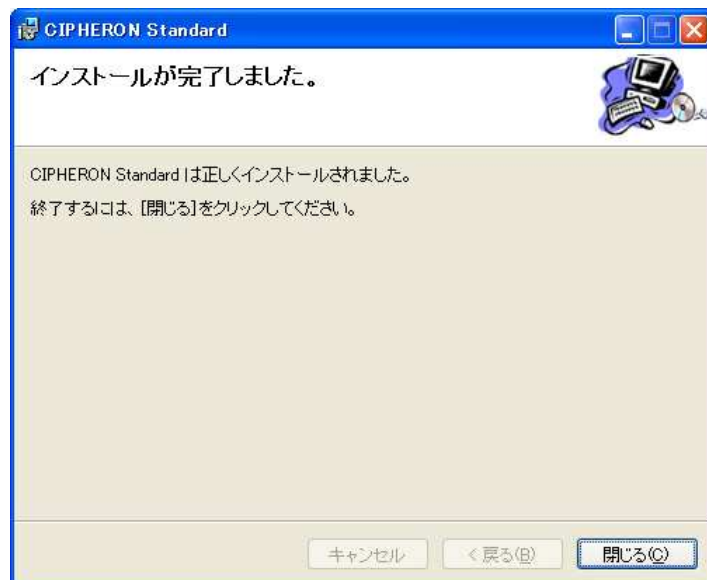 CIPHERON Standard
インストールが完了しました。
CIPHERON Standard は正しくインストールされました。
終了するには、[閉じる]をクリックしてください。
キャンセル
< 戻る(B)
閉じる(C)